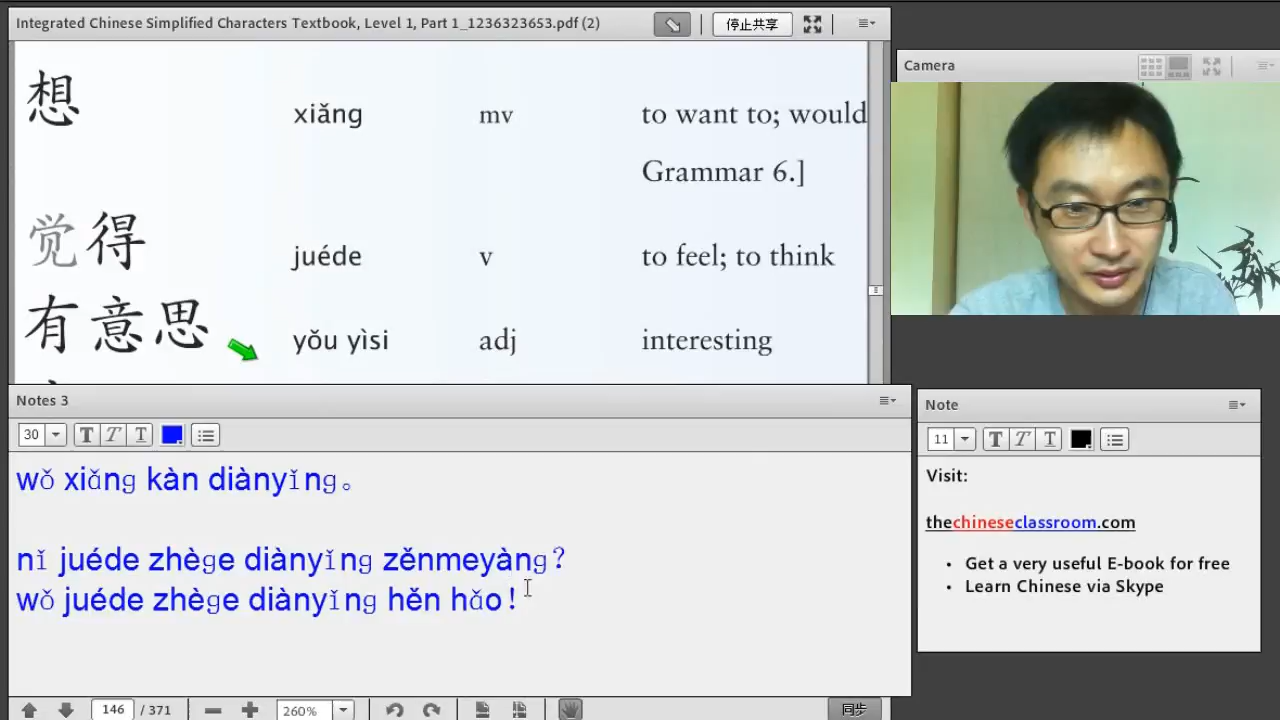 Integrated Chinese Simplified Characters Textbook, Level 1, Part 1_1236323653.pdf (2)
停止共享
想 xiǎng mv to want to; would
Grammar 6.]
觉得 juéde v to feel; to think
有意思 yǒu yìsi adj interesting
Camera
Notes 3
30 T T T
wǒ xiǎng kàn diànyǐng。
nǐ juéde zhège diànyǐng zěnmeyàng？
wǒ juéde zhège diànyǐng hěn hǎo！
146 / 371 260% 同步
Note
11 T T T
Visit:
thechineseclassroom.com
• Get a very useful E-book for free
• Learn Chinese via Skype